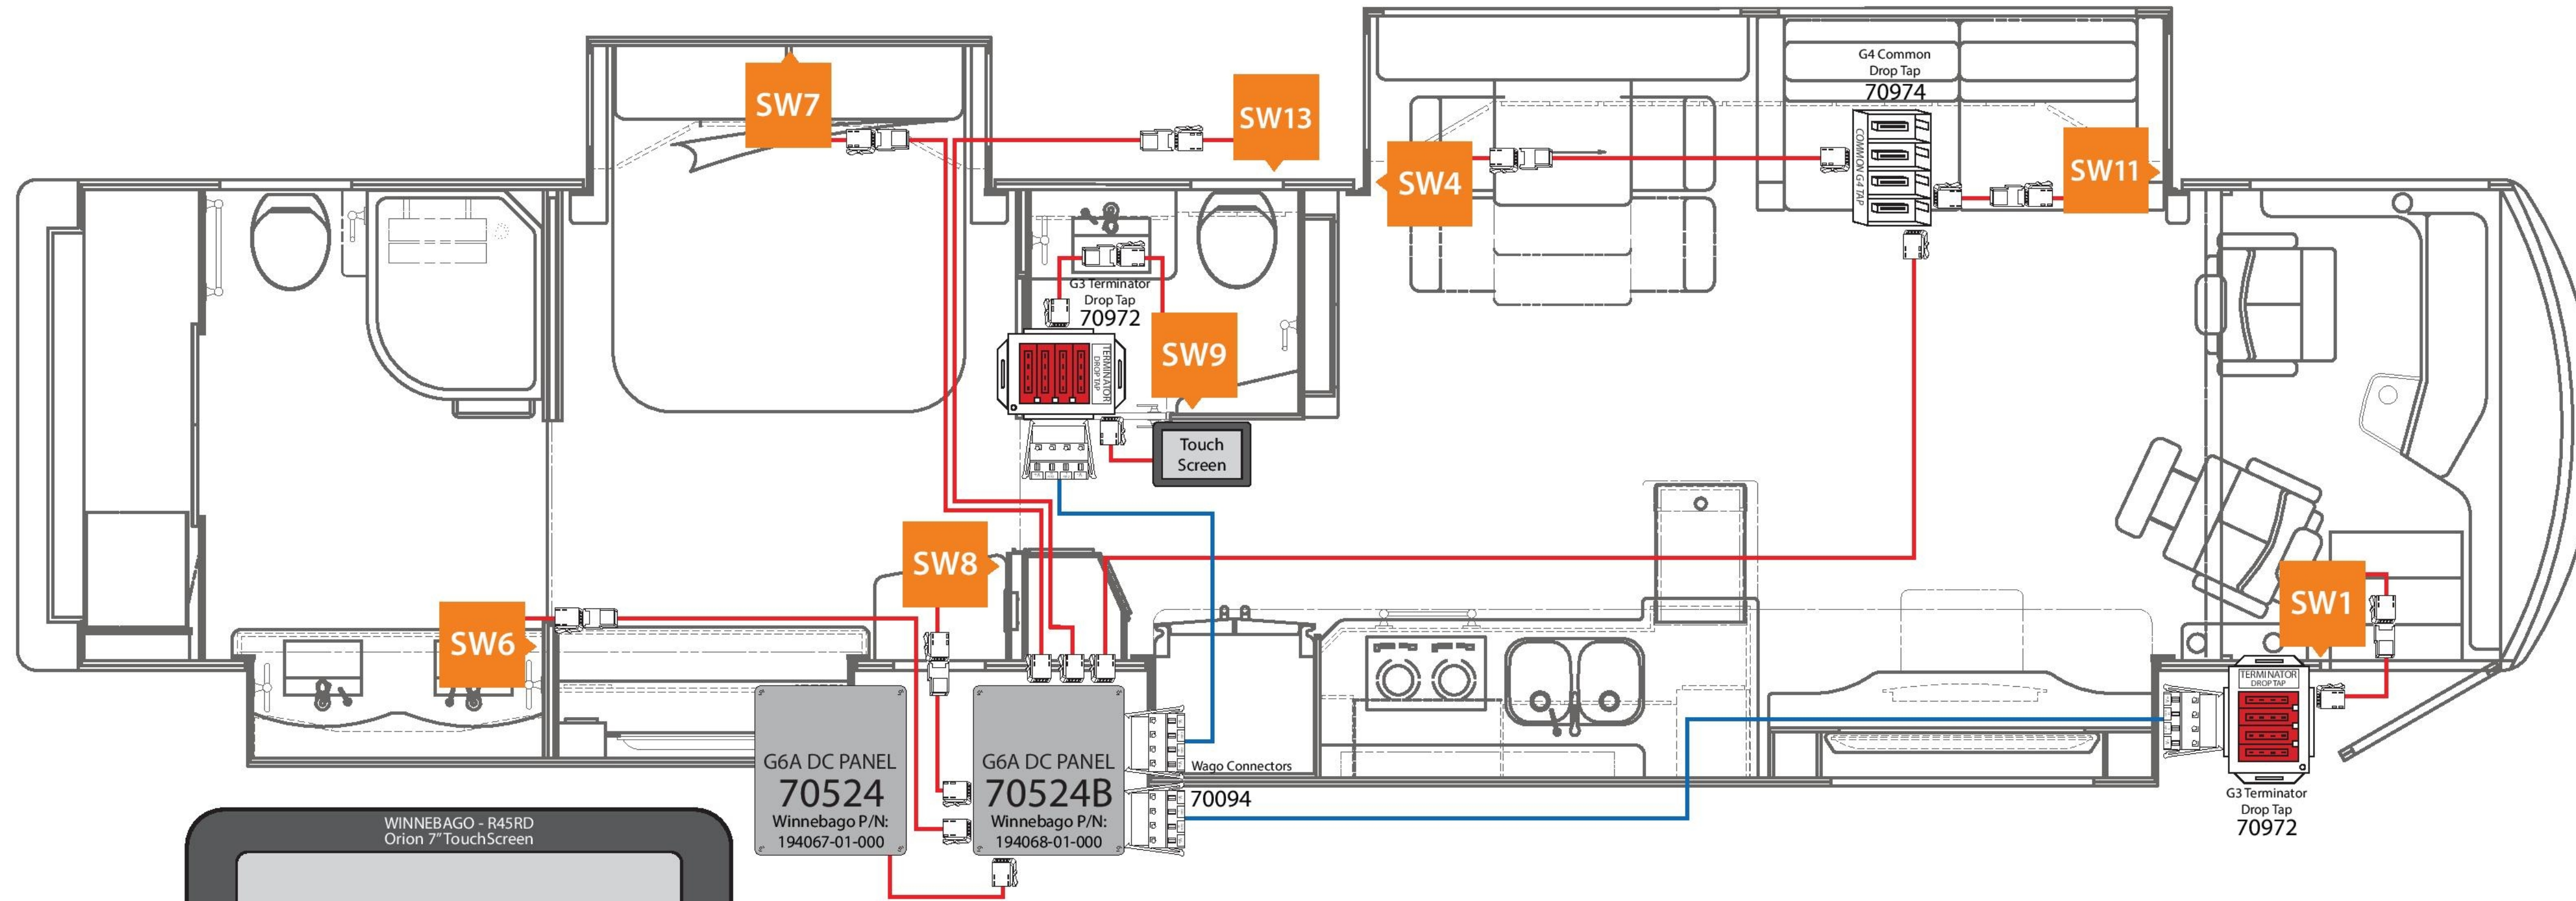 SW7
SW13
G4 Common
Drop Tap
70974
COMMON G4 TAP
SW4
SW11
G3 Terminator
Drop Tap
70972
TERMINATOR
DROP TAP
SW9
Touch
Screen
SW8
SW6
SW1
TERMINATOR
DROP TAP
G3 Terminator
Drop Tap
70972
G6A DC PANEL
70524
Winnebago P/N:
194067-01-000
G6A DC PANEL
70524B
Winnebago P/N:
194068-01-000
Wago Connectors
70094
WINNEBAGO - R45RD
Orion 7" TouchScreen